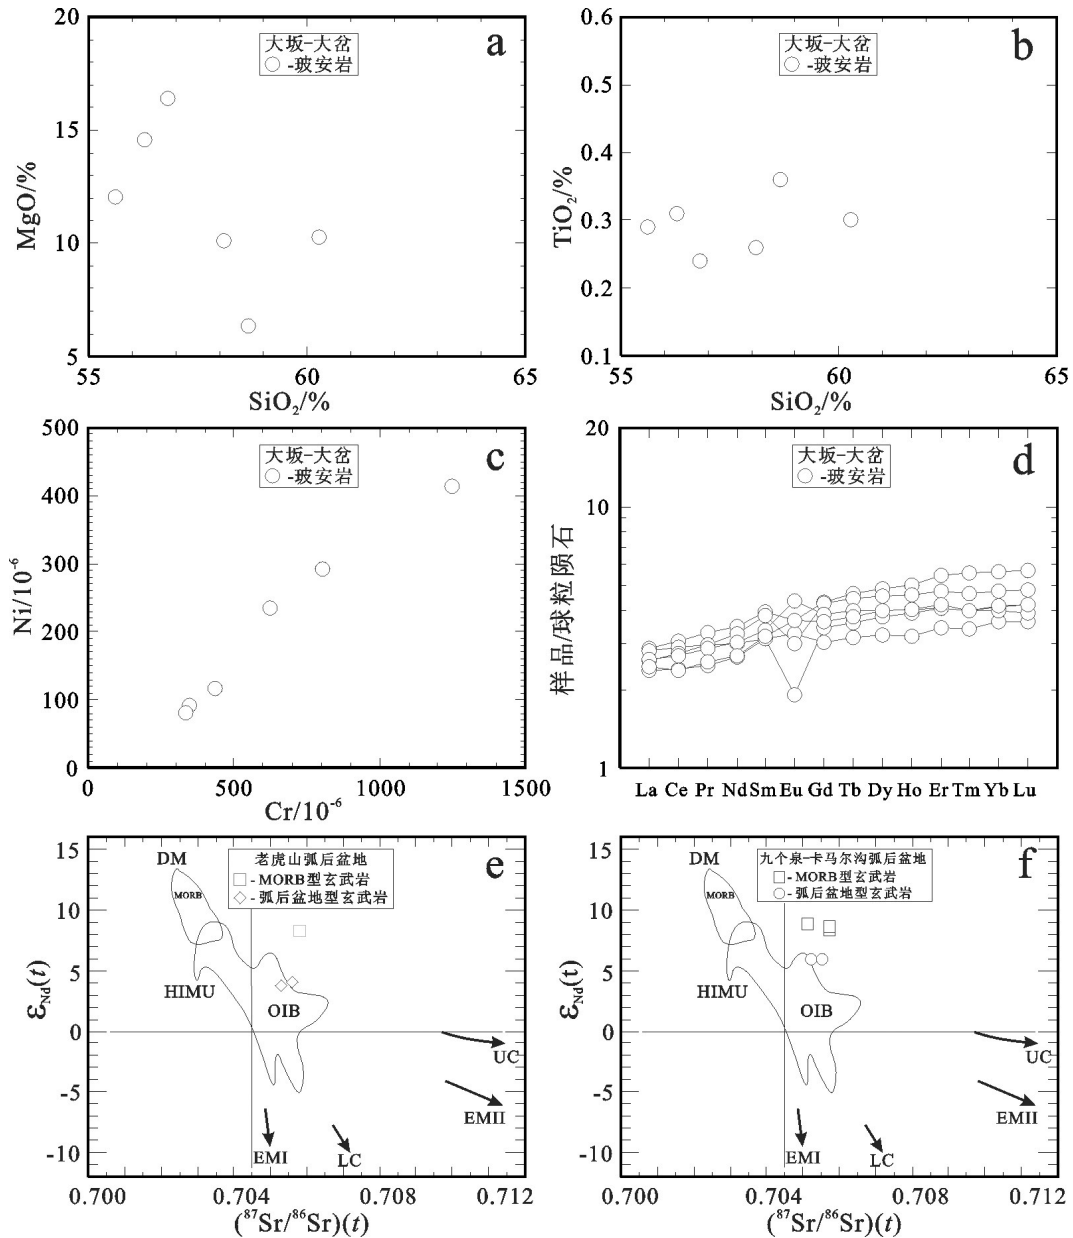 20
15
10
5
MgO/%
大坂-大岔
-玻安岩
a
55
60
65
SiO₂/%
0.6
0.5
0.4
0.3
0.2
0.1
TiO₂/%
大坂-大岔
-玻安岩
b
55
60
65
SiO₂/%
500
400
300
200
100
0
Ni/10⁻⁶
大坂-大岔
-玻安岩
c
0
500
1000
1500
Cr/10⁻⁶
20
10
1
样品/球粒陨石
大坂-大岔
-玻安岩
d
La Ce Pr Nd Sm Eu Gd Tb Dy Ho Er Tm Yb Lu
15
10
5
0
-5
-10
εNd(t)
DM
MORB
HIMU
OIB
老虎山弧后盆地
- MORB型玄武岩
- 弧后盆地型玄武岩
e
UC
EMII
EMI
LC
0.700
0.704
0.708
0.712
(⁸⁷Sr/⁸⁶Sr)(t)
15
10
5
0
-5
-10
εNd(t)
DM
MORB
HIMU
OIB
九个泉-卡马尔沟弧后盆地
- MORB型玄武岩
- 弧后盆地型玄武岩
f
UC
EMII
EMI
LC
0.700
0.704
0.708
0.712
(⁸⁷Sr/⁸⁶Sr)(t)